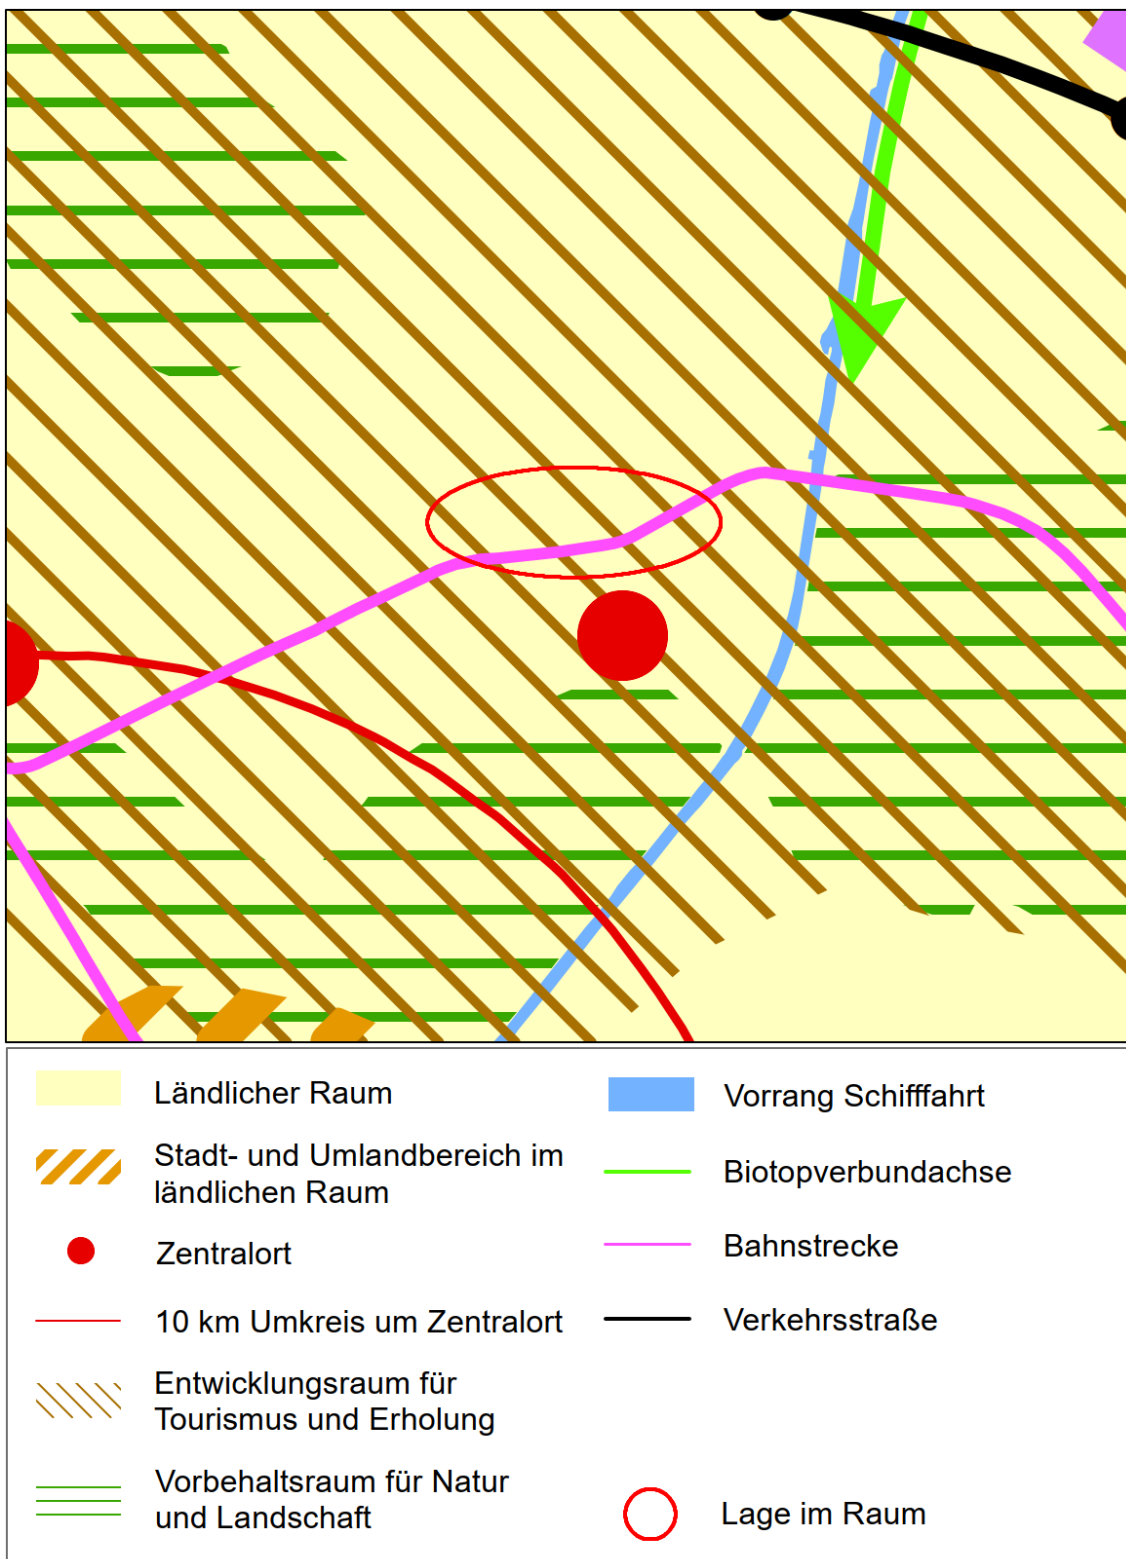 Ländlicher Raum
Stadt- und Umlandbereich im
ländlichen Raum
Zentralort
10 km Umkreis um Zentralort
Entwicklungsraum für
Tourismus und Erholung
Vorbehaltsraum für Natur
und Landschaft
Vorrang Schifffahrt
Biotopverbundachse
Bahnstrecke
Verkehrsstraße
Lage im Raum